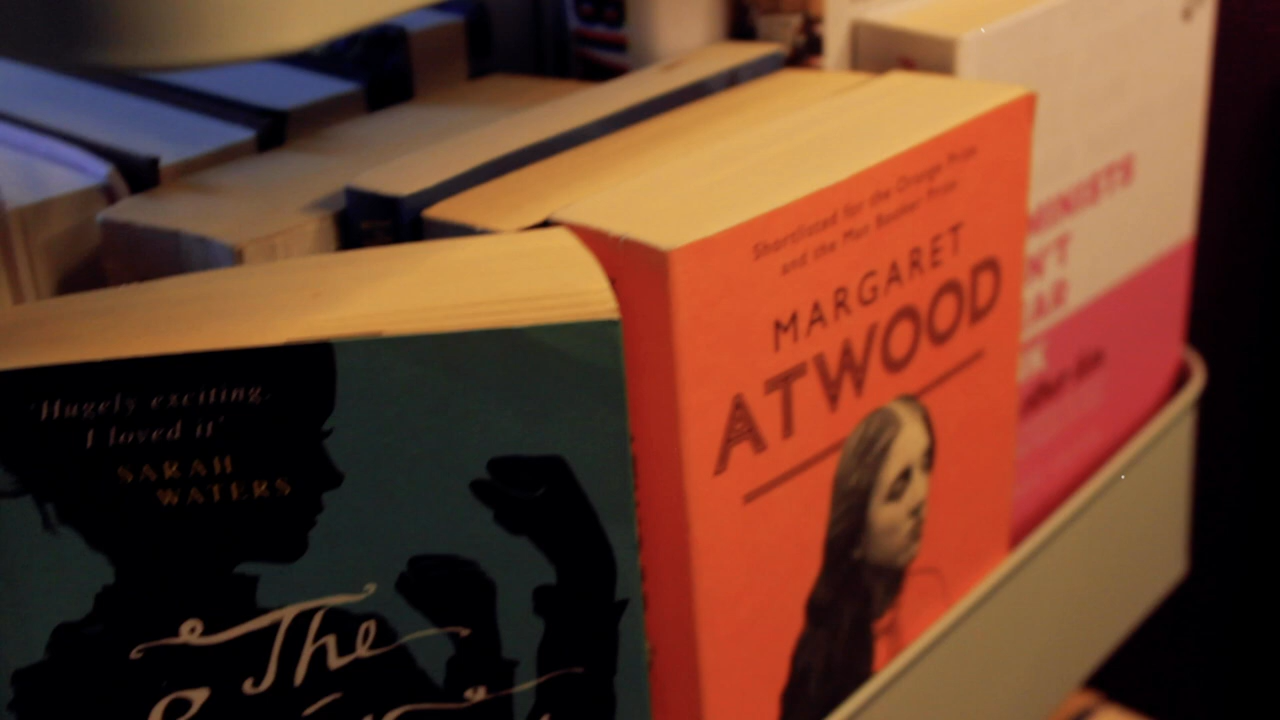 'Hugely exciting.
I loved it'
SARAH
WATERS
The
Shortlisted for the Orange Prize
and the Man Booker Prize
MARGARET
ATWOOD